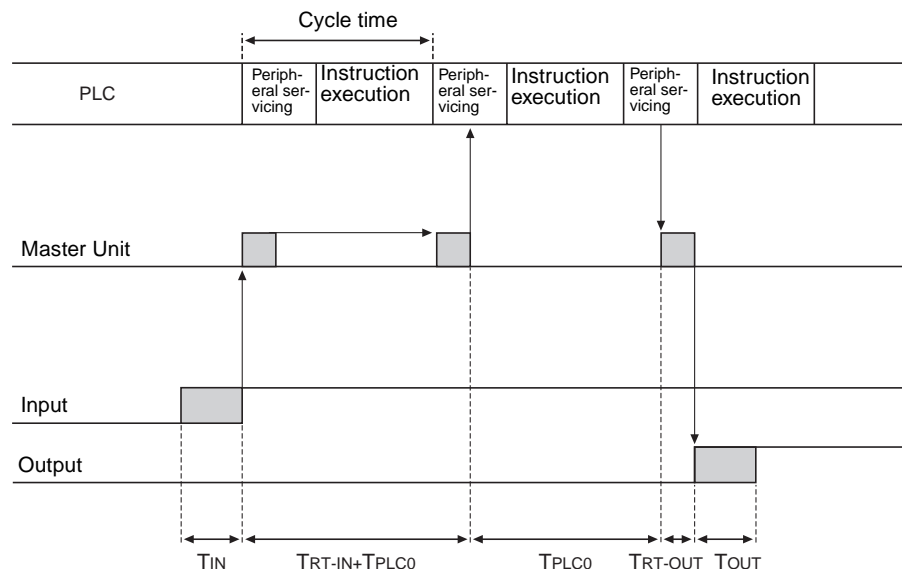 Cycle time
PLC
Periph-
eral ser-
vicing
Instruction
execution
Periph-
eral ser-
vicing
Instruction
execution
Periph-
eral ser-
vicing
Instruction
execution
Master Unit
Input
Output
TIN
TRT-IN+TPLC0
TPLC0
TRT-OUT
TOUT